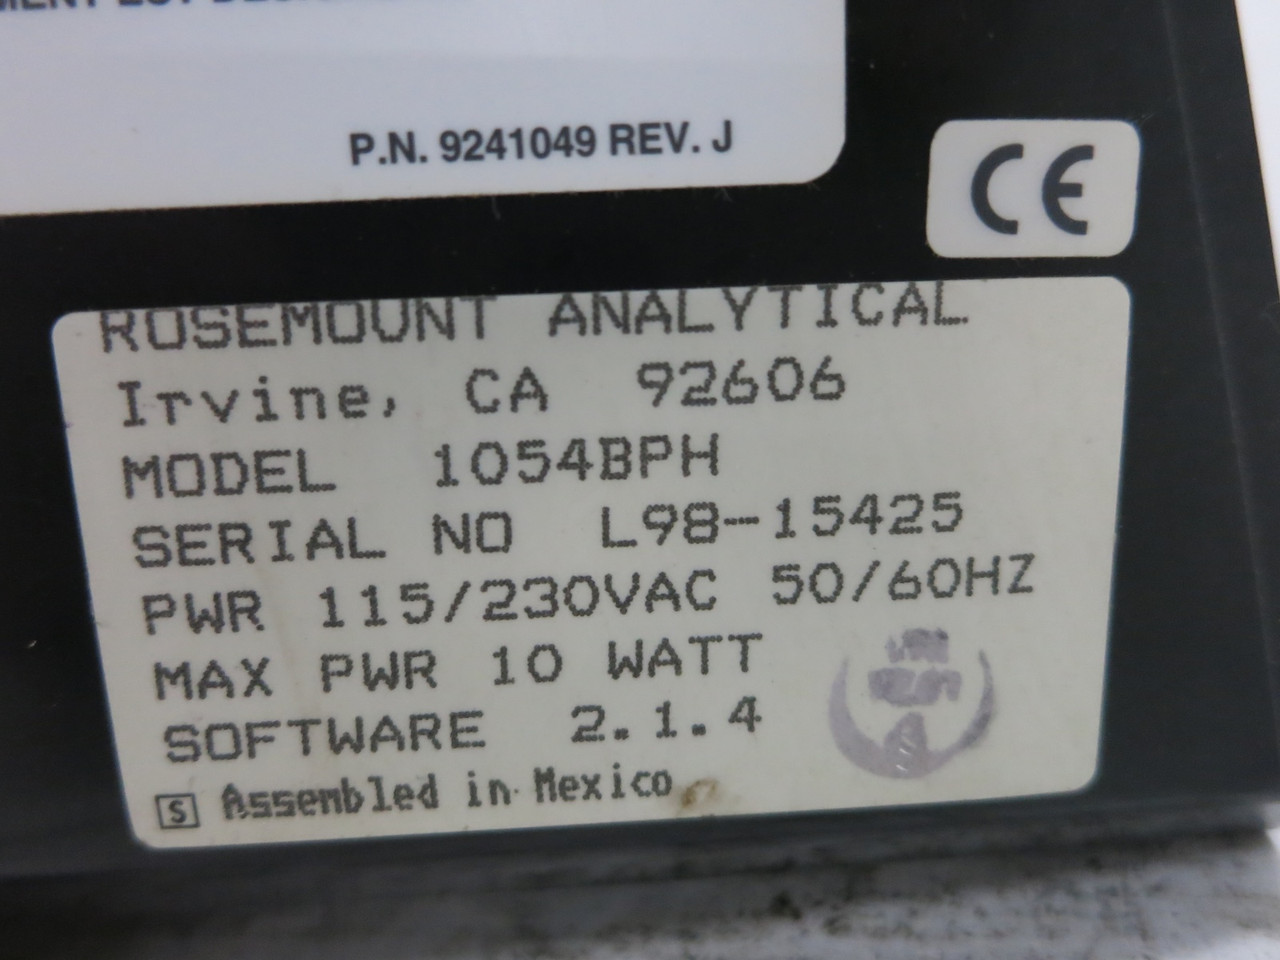 P.N. 9241049 REV. J
CE
ROSEMOUNT ANALYTICAL
Irvine, CA 92606
MODEL 1054BPH
SERIAL NO L98-15425
PWR 115/230VAC 50/60HZ
MAX PWR 10 WATT
SOFTWARE 2.1.4
S Assembled in Mexico